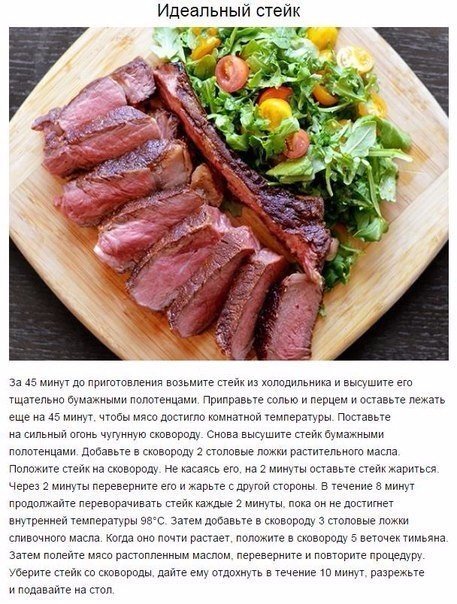 Идеальный стейк
За 45 минут до приготовления возьмите стейк из холодильника и высушите его
тщательно бумажными полотенцами. Приправьте солью и перцем и оставьте лежать
еще на 45 минут, чтобы мясо достигло комнатной температуры. Поставьте
на сильный огонь чугунную сковороду. Снова высушите стейк бумажными
полотенцами. Добавьте в сковороду 2 столовые ложки растительного масла.
Положите стейк на сковороду. Не касаясь его, на 2 минуты оставьте стейк жариться.
Через 2 минуты переверните его и жарьте с другой стороны. В течение 8 минут
продолжайте переворачивать стейк каждые 2 минуты, пока он не достигнет
внутренней температуры 98°С. Затем добавьте в сковороду 3 столовые ложки
сливочного масла. Когда оно почти растает, положите в сковороду 5 веточек тимьяна.
Затем полейте мясо растопленным маслом, переверните и повторите процедуру.
Уберите стейк со сковороды, дайте ему отдохнуть в течение 10 минут, разрежьте
и подавайте на стол.